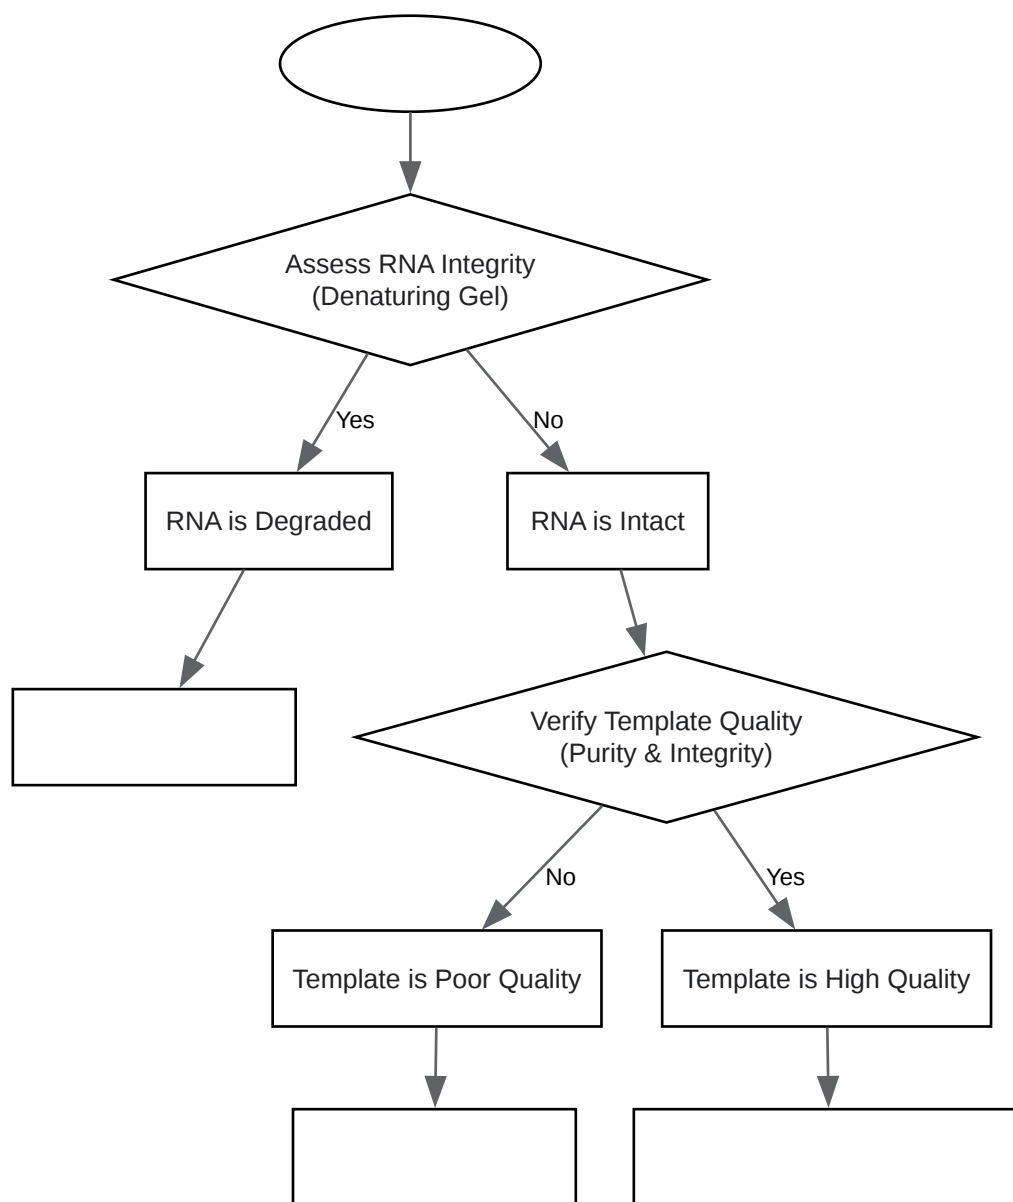 Assess RNA Integrity
(Denaturing Gel)
Yes
No
RNA is Degraded
RNA is Intact
Verify Template Quality
(Purity & Integrity)
No
Yes
Template is Poor Quality
Template is High Quality